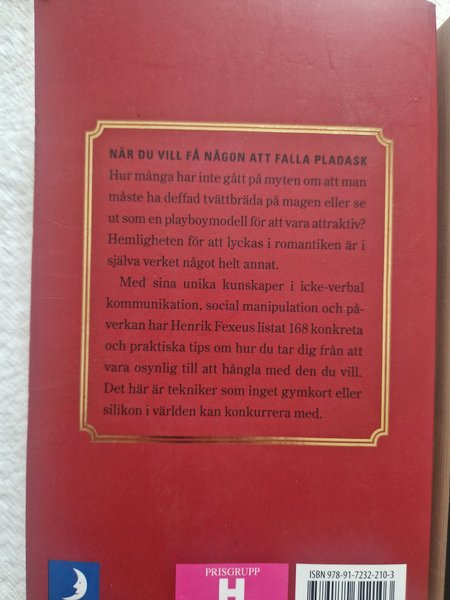 NÄR DU VILL FÅ NÅGON ATT FALLA PLADASK
Hur många har inte gått på myten om att man
måste ha deffad tvättbräda på magen eller se
ut som en playboymodell för att vara attraktiv?
Hemligheten för att lyckas i romantiken är i
själva verket något helt annat.
Med sina unika kunskaper i icke-verbal
kommunikation, social manipulation och på-
verkan har Henrik Fexeus listat 168 konkreta
och praktiska tips om hur du tar dig från att
vara osynlig till att hångla med den du vill.
Det här är tekniker som inget gymkort eller
silikon i världen kan konkurrera med.
PRISGRUPP
H
ISBN 978-91-7232-210-3